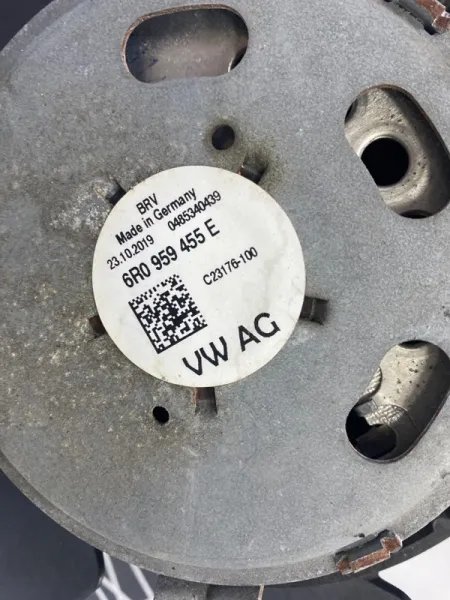 BRV
Made in Germany
23.10.2019 0485340439
6R0 959 455 E
C23176-100
VW AG